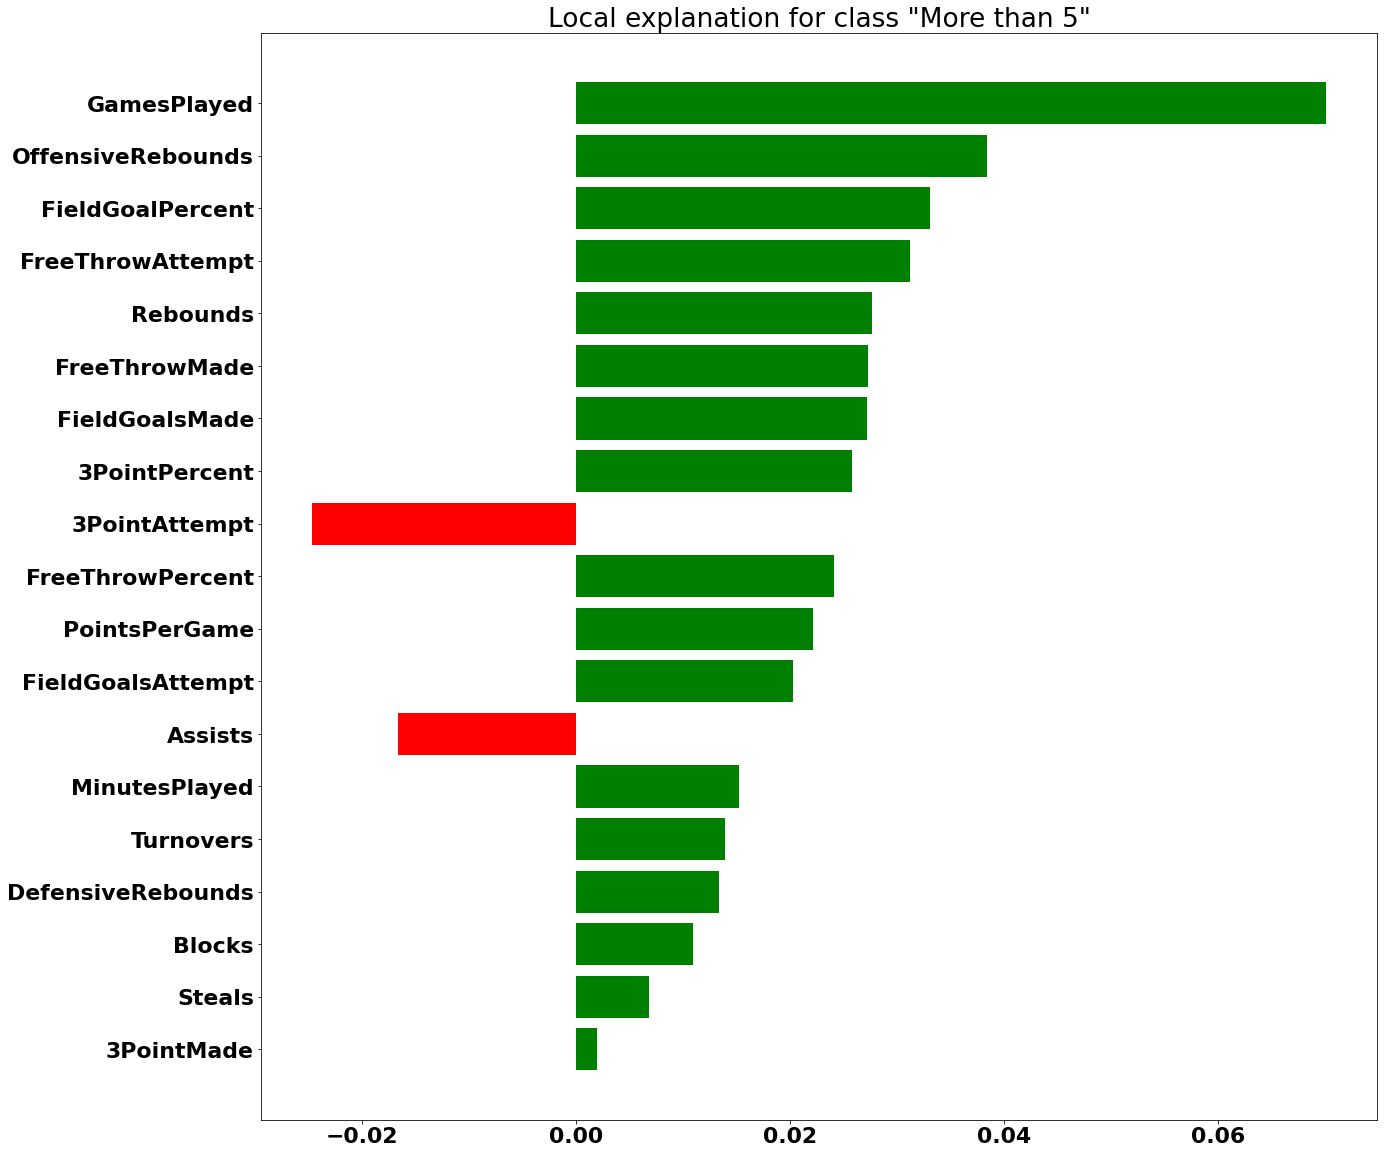 Local explanation for class "More than 5"
GamesPlayed
OffensiveRebounds
FieldGoalPercent
FreeThrowAttempt
Rebounds
FreeThrowMade
FieldGoalsMade
3PointPercent
3PointAttempt
FreeThrowPercent
PointsPerGame
FieldGoalsAttempt
Assists
MinutesPlayed
Turnovers
DefensiveRebounds
Blocks
Steals
3PointMade
−0.02 0.00 0.02 0.04 0.06